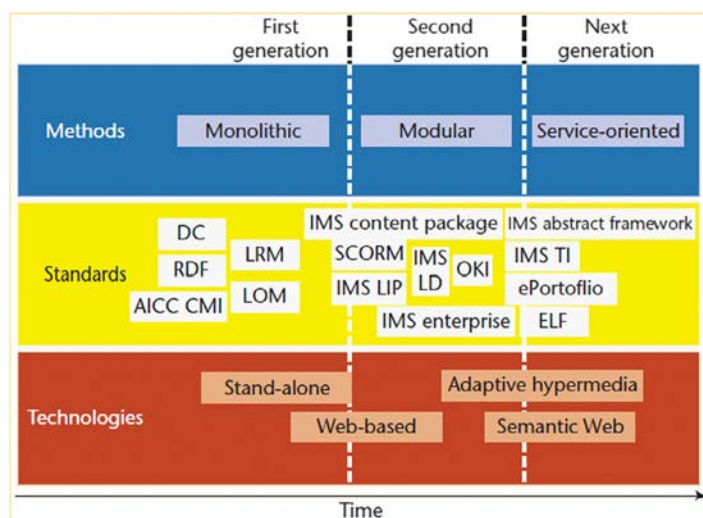 First
generation
Second
generation
Next
generation
Methods
Monolithic
Modular
Service-oriented
Standards
DC
RDF
AICC CMI
LRM
LOM
IMS content package
SCORM
IMS LIP
IMS
LD
OKI
IMS enterprise
IMS abstract framework
IMS TI
ePortoflio
ELF
Technologies
Stand-alone
Web-based
Adaptive hypermedia
Semantic Web
Time